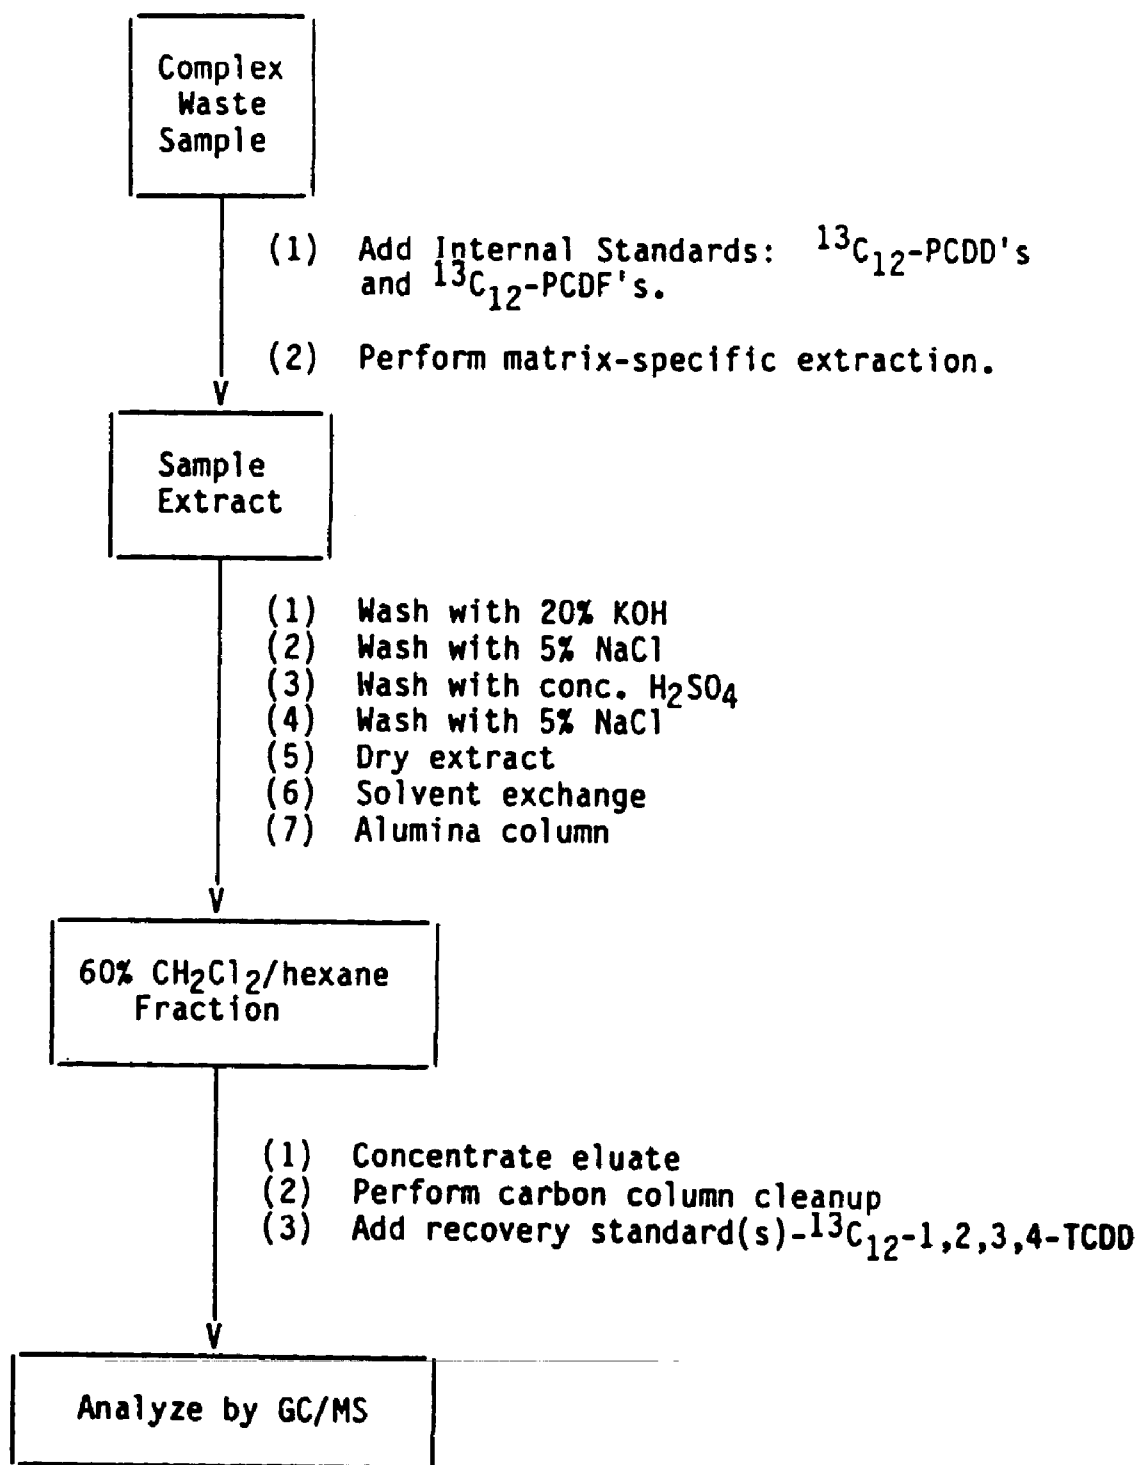 Complex
Waste
Sample
(1) Add Internal Standards: ¹³C₁₂-PCDD's
and ¹³C₁₂-PCDF's.
(2) Perform matrix-specific extraction.
Sample
Extract
(1) Wash with 20% KOH
(2) Wash with 5% NaCl
(3) Wash with conc. H₂SO₄
(4) Wash with 5% NaCl
(5) Dry extract
(6) Solvent exchange
(7) Alumina column
60% CH₂Cl₂/hexane
Fraction
(1) Concentrate eluate
(2) Perform carbon column cleanup
(3) Add recovery standard(s)-¹³C₁₂-1,2,3,4-TCDD
Analyze by GC/MS